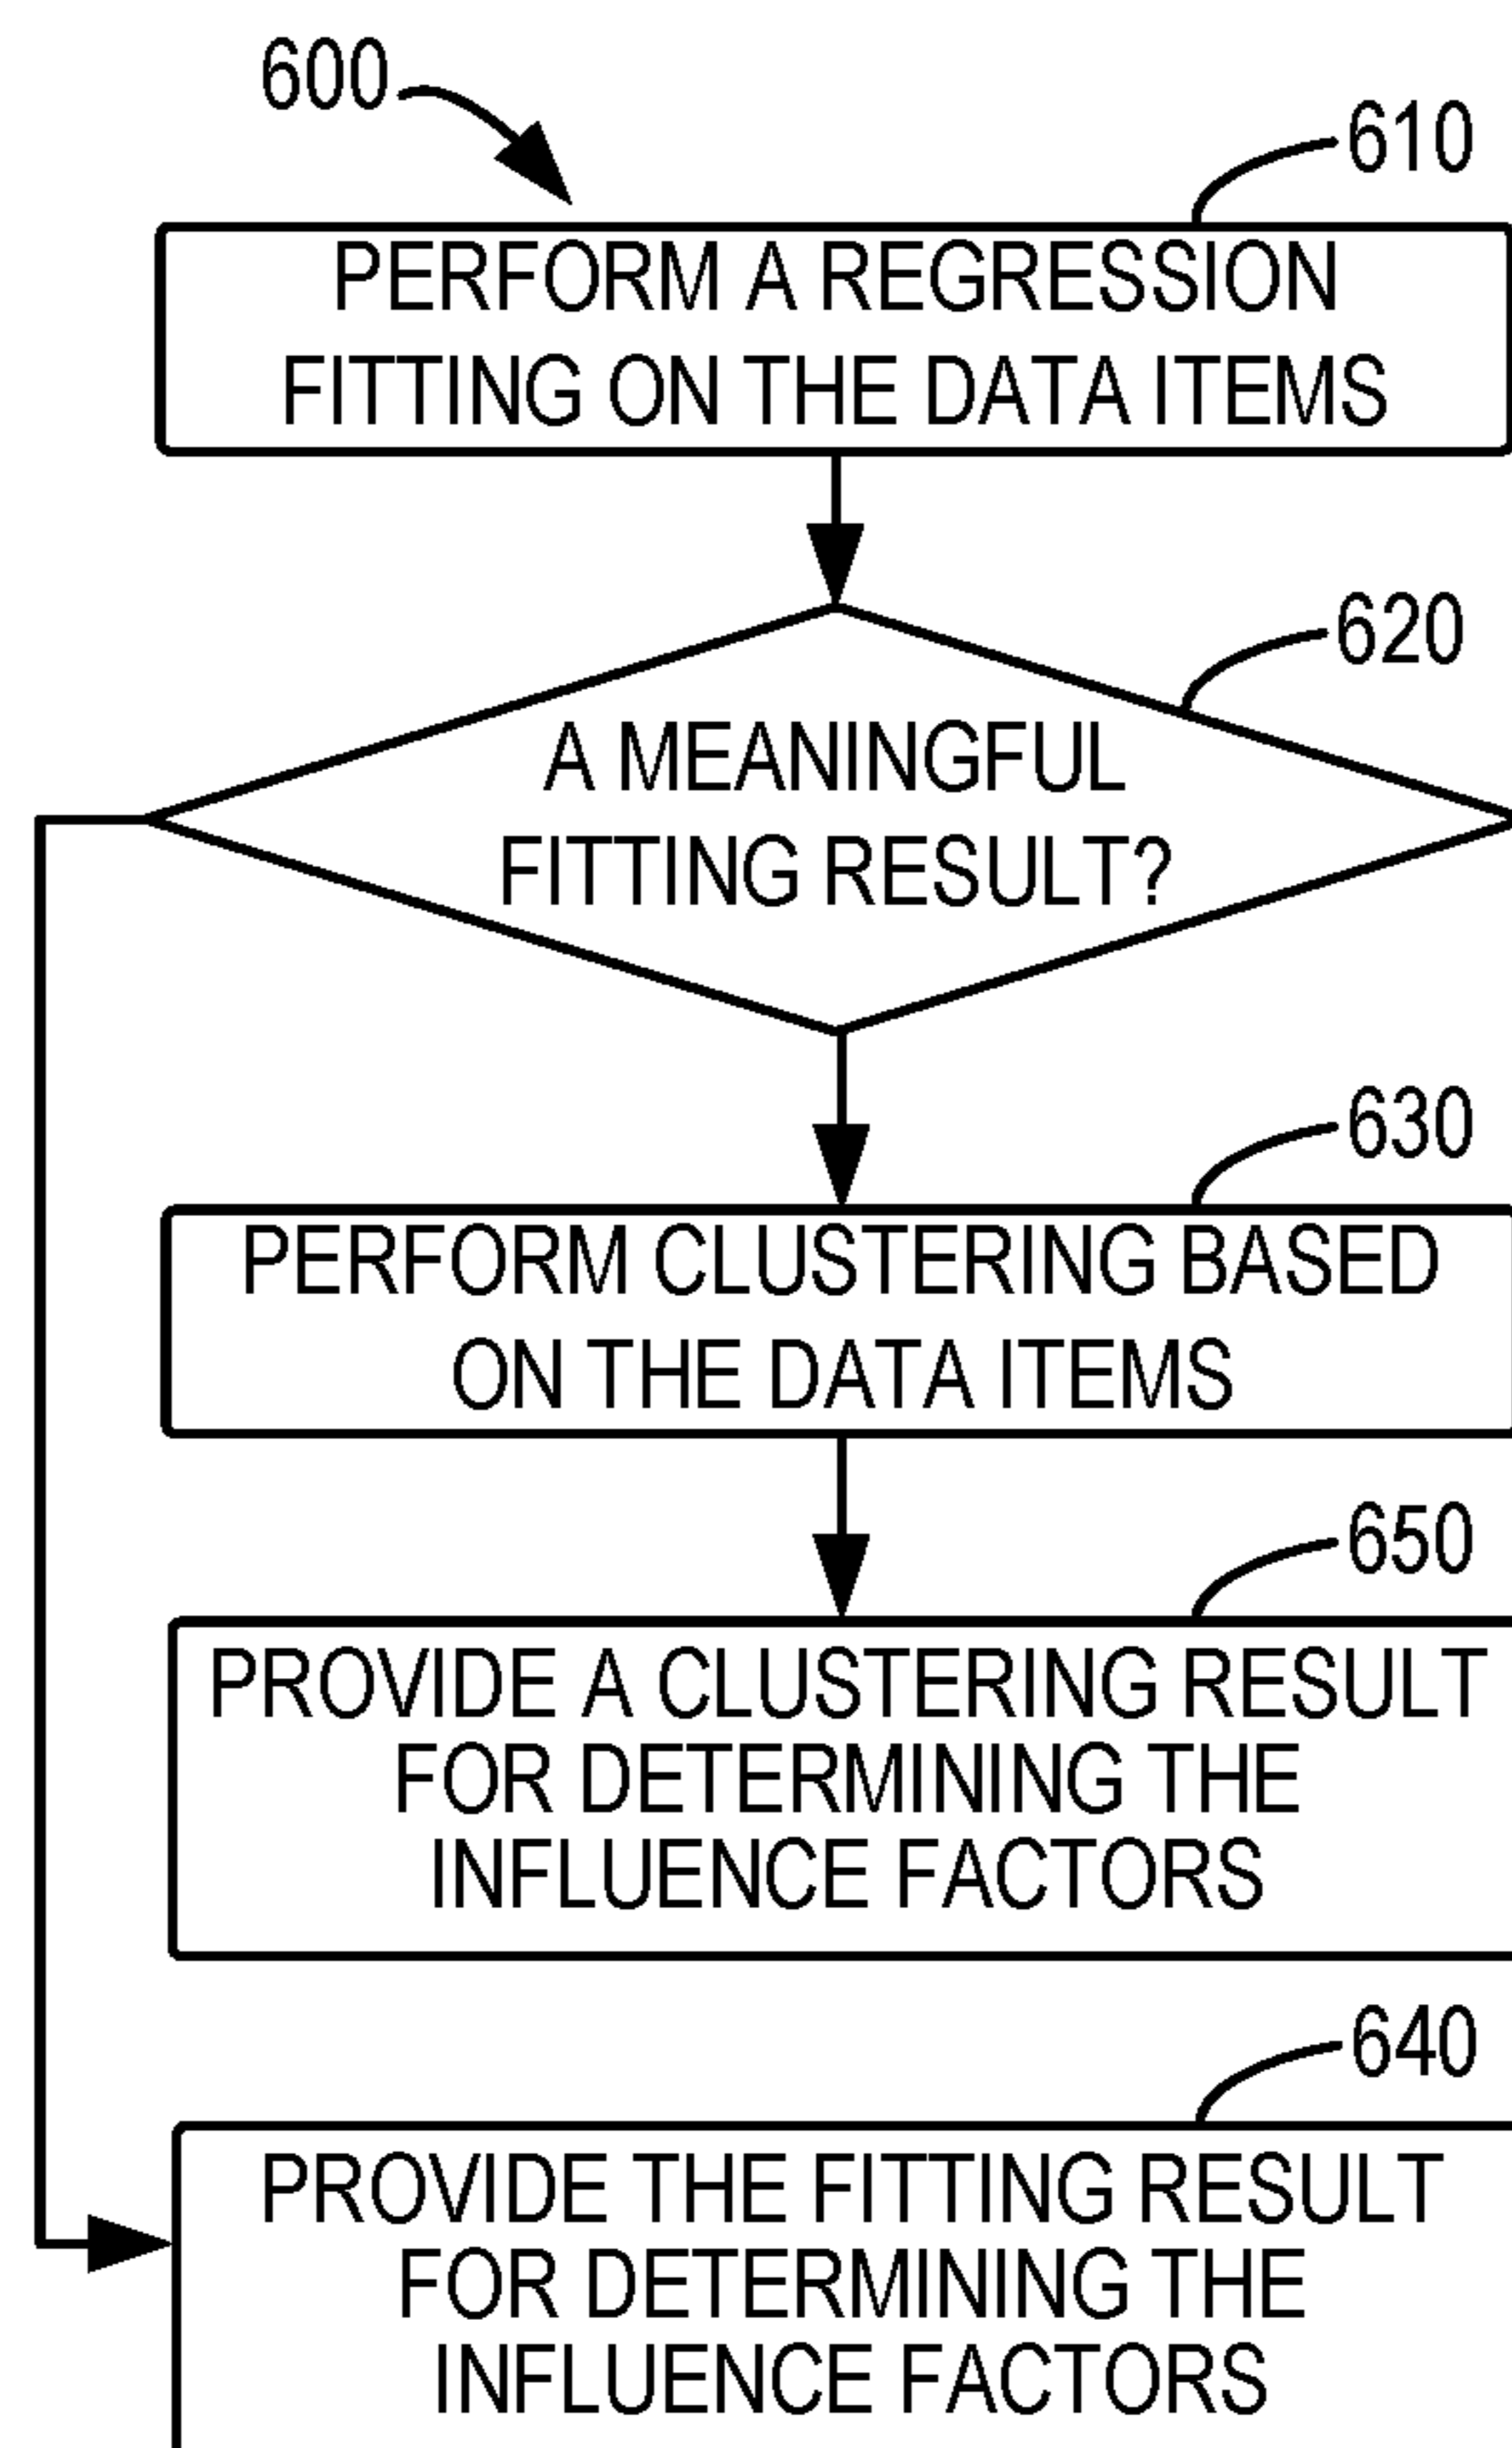 600
610
PERFORM A REGRESSION
FITTING ON THE DATA ITEMS
620
A MEANINGFUL
FITTING RESULT?
630
PERFORM CLUSTERING BASED
ON THE DATA ITEMS
650
PROVIDE A CLUSTERING RESULT
FOR DETERMINING THE
INFLUENCE FACTORS
640
PROVIDE THE FITTING RESULT
FOR DETERMINING THE
INFLUENCE FACTORS